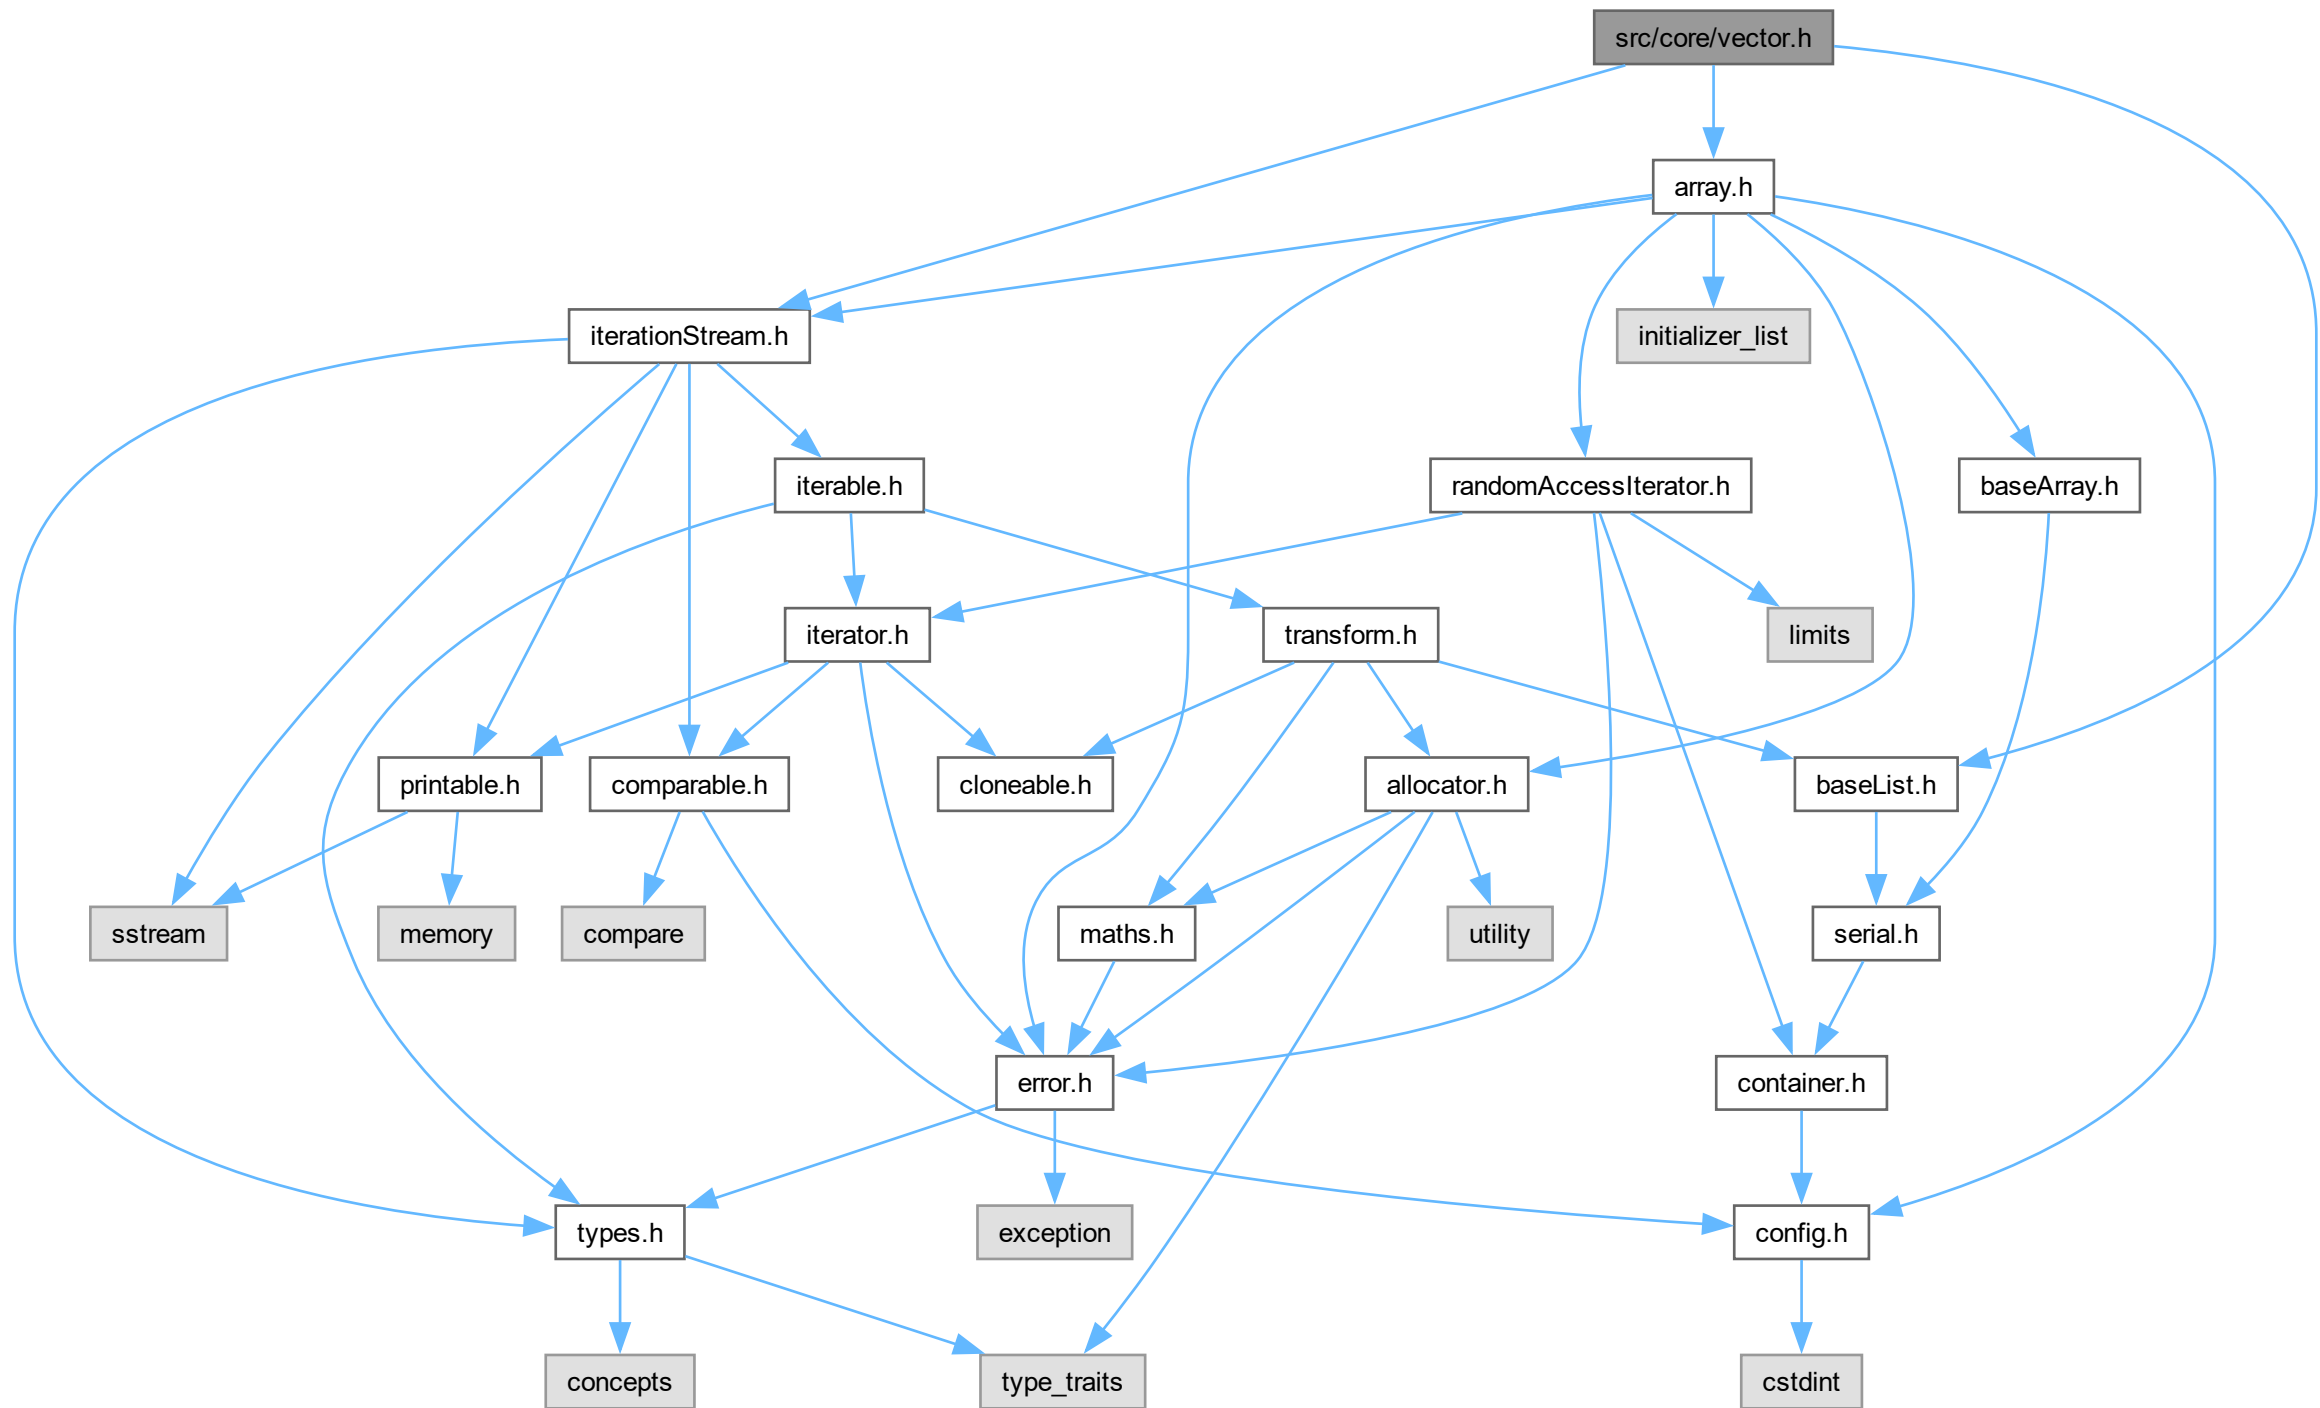 src/core/vector.h
array.h
iterationStream.h
initializer_list
iterable.h
randomAccessIterator.h
baseArray.h
iterator.h
transform.h
limits
printable.h
comparable.h
cloneable.h
allocator.h
baseList.h
sstream
memory
compare
maths.h
utility
serial.h
error.h
container.h
types.h
exception
config.h
concepts
type_traits
cstdint